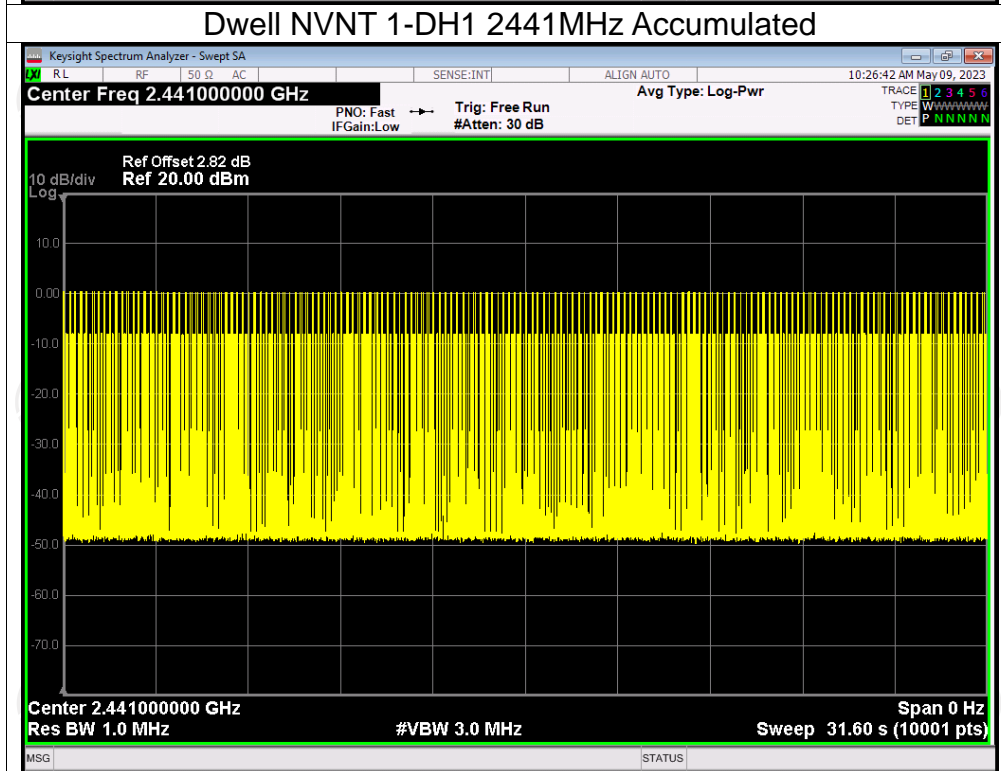 Dwell NVNT 1-DH1 2441MHz Accumulated
Keysight Spectrum Analyzer - Swept SA
LXI RL RF 50 Ω AC SENSE:INT ALIGN AUTO 10:26:42 AM May 09, 2023
Center Freq 2.441000000 GHz
PNO: Fast
IFGain:Low
Trig: Free Run
#Atten: 30 dB
Avg Type: Log-Pwr
TRACE 1 2 3 4 5 6
TYPE WWWWWW
DET P N N N N N
Ref Offset 2.82 dB
10 dB/div Ref 20.00 dBm
Log
10.0
0.00
-10.0
-20.0
-30.0
-40.0
-50.0
-60.0
-70.0
Center 2.441000000 GHz Span 0 Hz
Res BW 1.0 MHz #VBW 3.0 MHz Sweep 31.60 s (10001 pts)
MSG STATUS